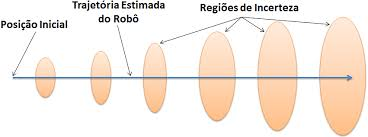 Posição Inicial
Trajetória Estimada
do Robô
Regiões de Incerteza